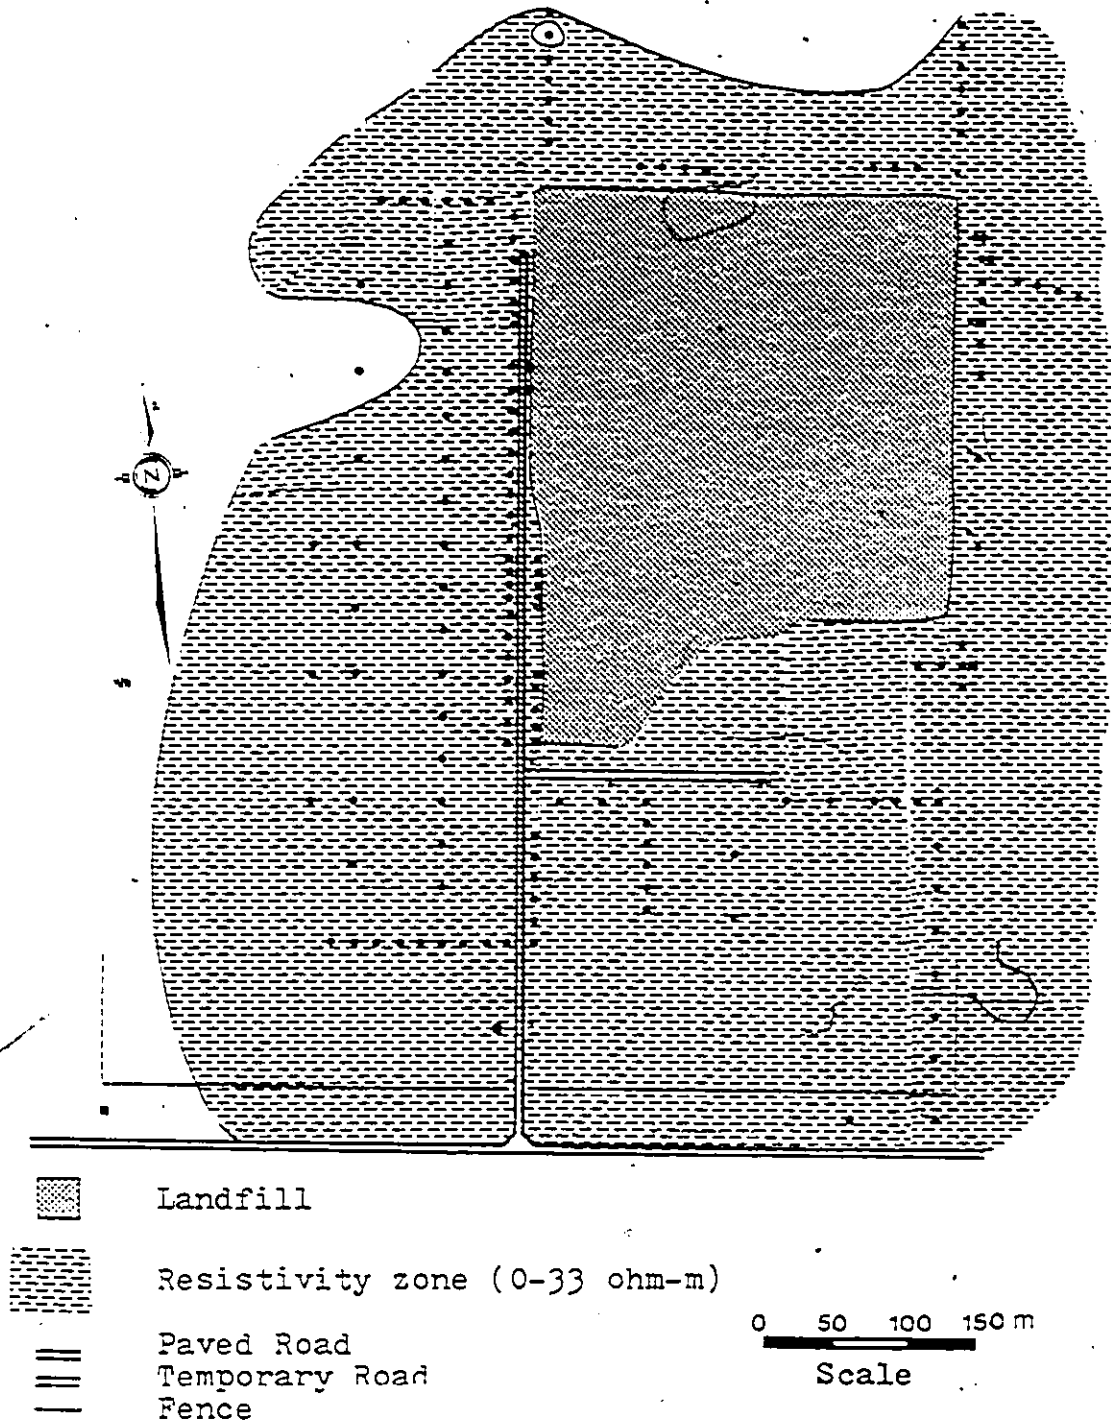 Z
Landfill
Resistivity zone (0-33 ohm-m)
Paved Road
Temporary Road
Fence
0 50 100 150 m
Scale